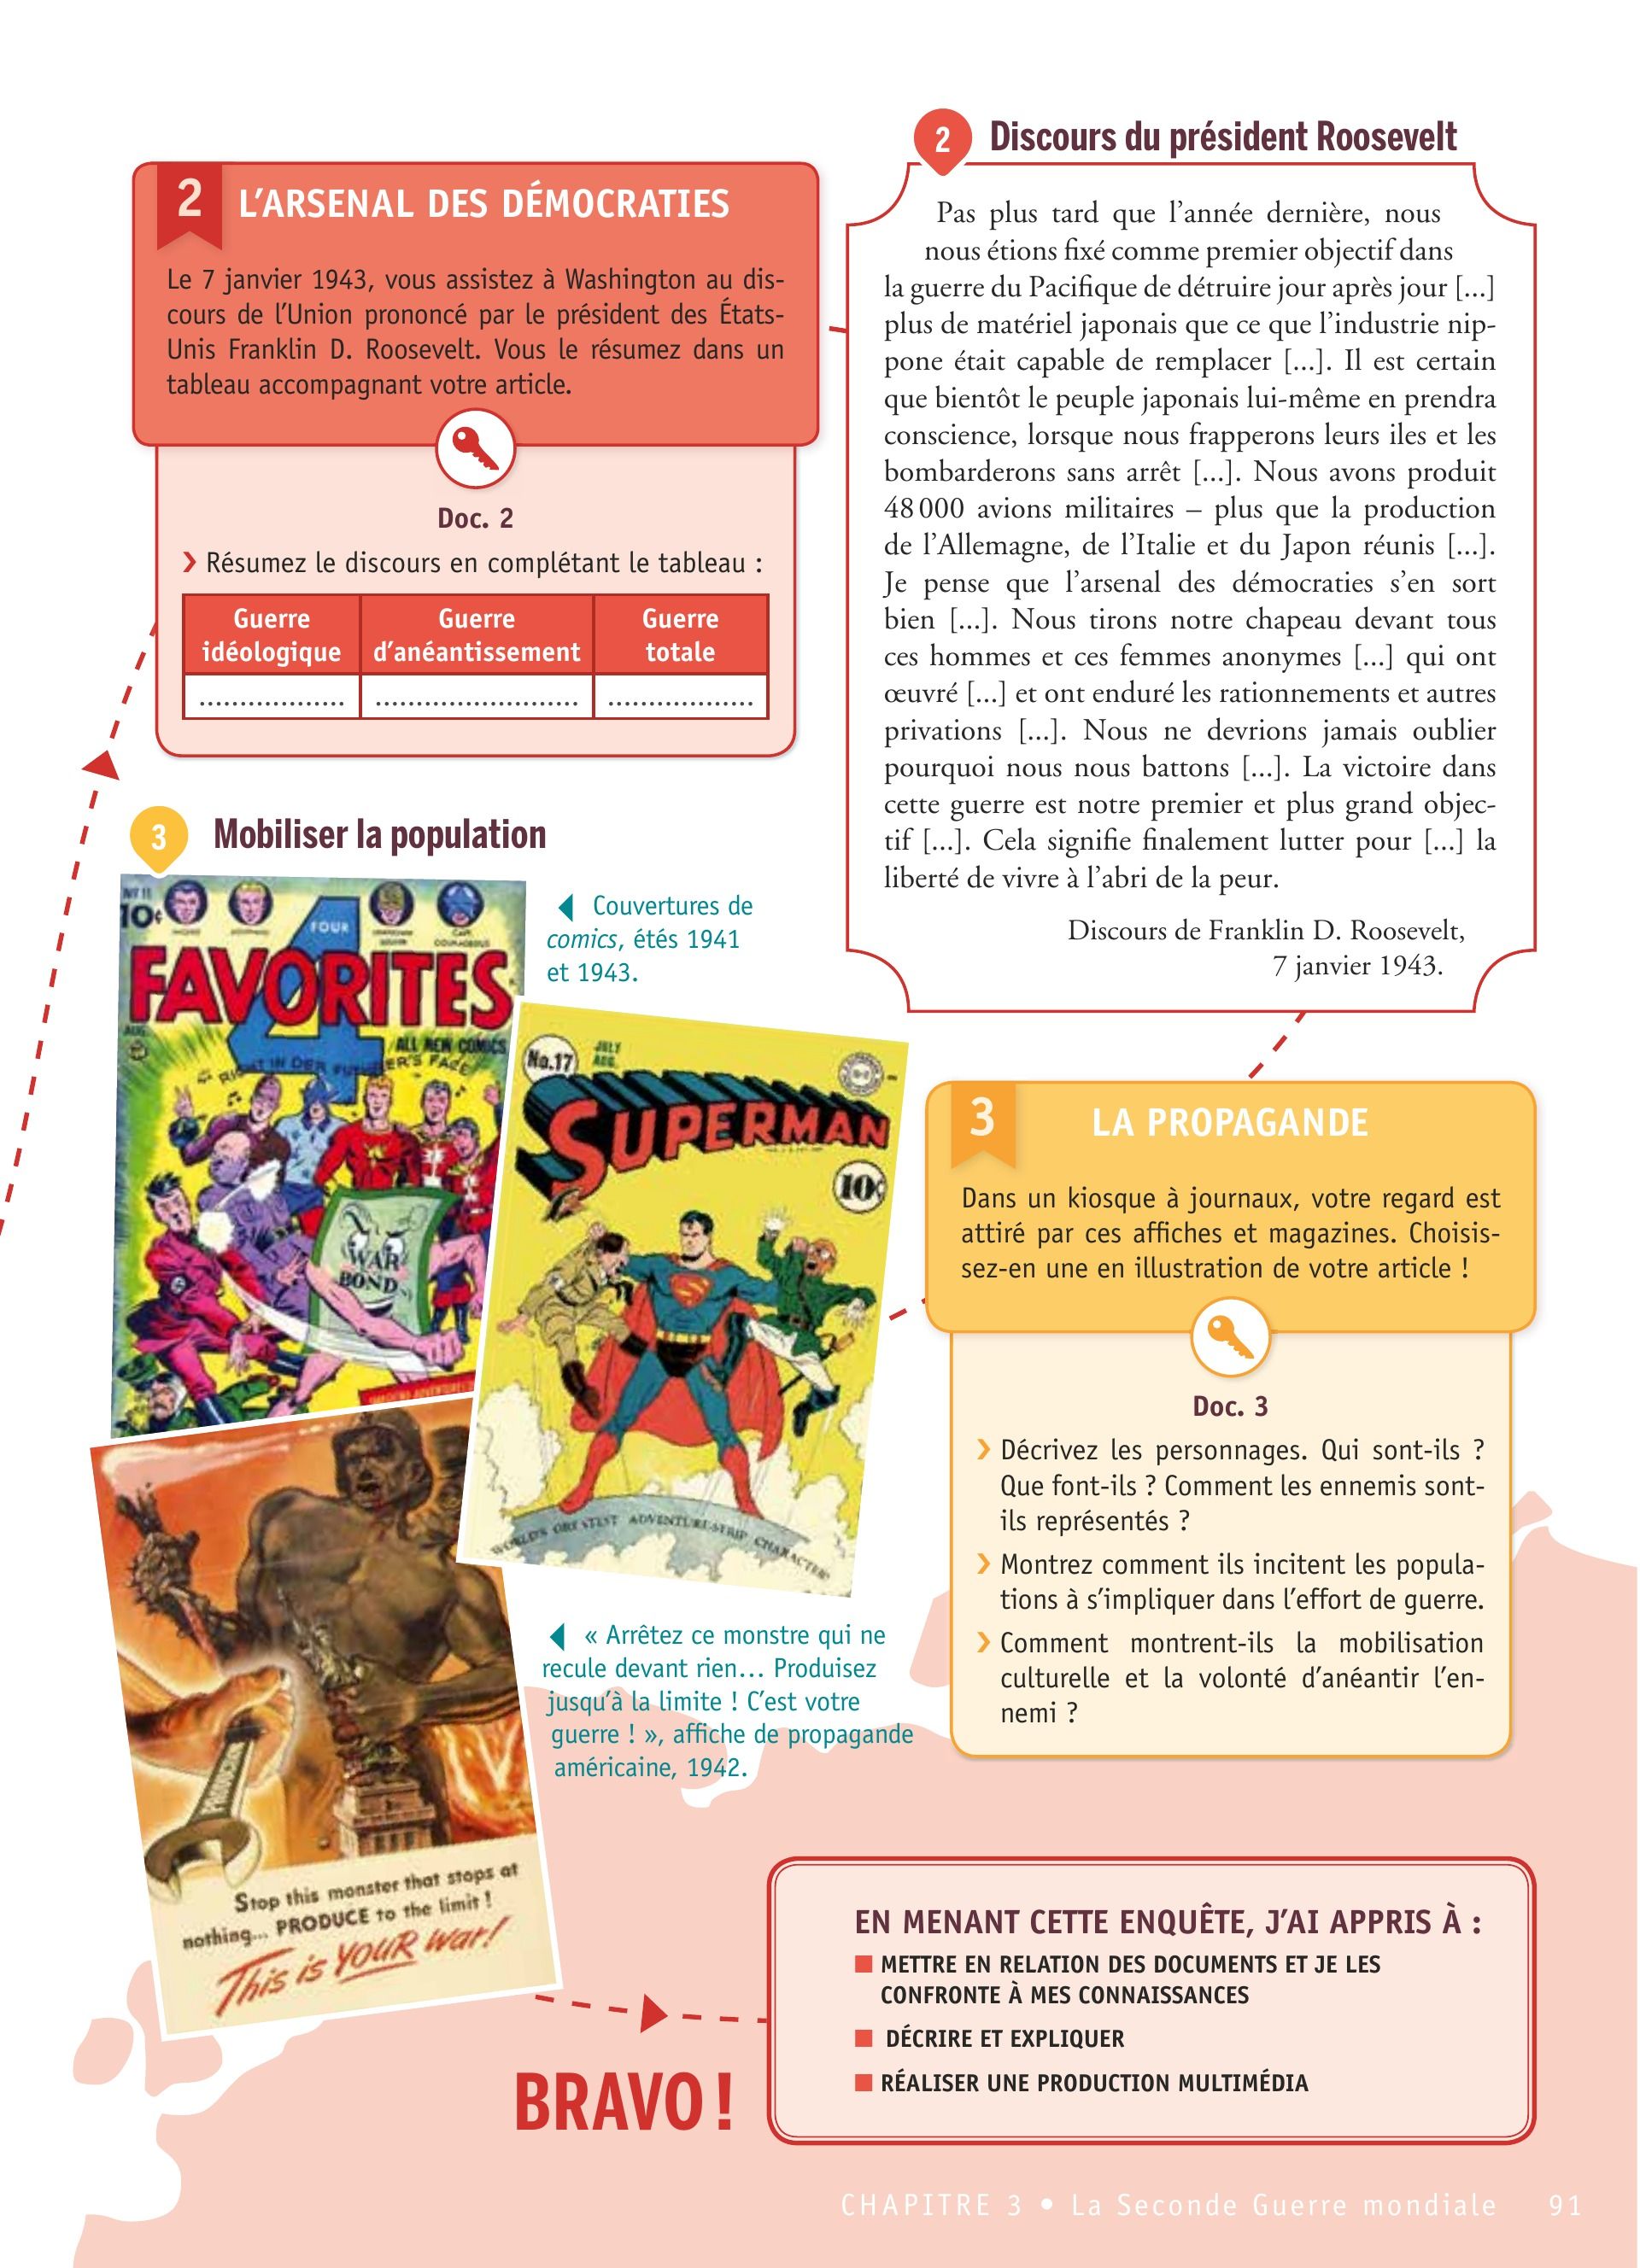 2 L'ARSENAL DES DÉMOCRATIES
Le 7 janvier 1943, vous assistez à Washington au dis-
cours de l'Union prononcé par le président des États-
Unis Franklin D. Roosevelt. Vous le résumez dans un
tableau accompagnant votre article.
Doc. 2
› Résumez le discours en complétant le tableau :
Guerre idéologique
Guerre d'anéantissement
Guerre totale
..................
.........................
..................
2 Discours du président Roosevelt
Pas plus tard que l'année dernière, nous
nous étions fixé comme premier objectif dans
la guerre du Pacifique de détruire jour après jour [...]
plus de matériel japonais que ce que l'industrie nip-
pone était capable de remplacer [...]. Il est certain
que bientôt le peuple japonais lui-même en prendra
conscience, lorsque nous frapperons leurs iles et les
bombarderons sans arrêt [...]. Nous avons produit
48 000 avions militaires – plus que la production
de l'Allemagne, de l'Italie et du Japon réunis [...].
Je pense que l'arsenal des démocraties s'en sort
bien [...]. Nous tirons notre chapeau devant tous
ces hommes et ces femmes anonymes [...] qui ont
œuvré [...] et ont enduré les rationnements et autres
privations [...]. Nous ne devrions jamais oublier
pourquoi nous nous battons [...]. La victoire dans
cette guerre est notre premier et plus grand objec-
tif [...]. Cela signifie finalement lutter pour [...] la
liberté de vivre à l'abri de la peur.
Discours de Franklin D. Roosevelt,
7 janvier 1943.
3 Mobiliser la population
10¢
FOUR
4
FAVORITES
AUG.
ALL NEW COMICS
RIGHT IN DER FUEHRER'S FACE
WAR
BOND
◀ Couvertures de
comics, étés 1941
et 1943.
No.17
JULY
AUG.
SUPERMAN
10¢
WORLD'S GREATEST ADVENTURE-STRIP CHARACTER
PRODUCTION
Stop this monster that stops at
nothing... PRODUCE to the limit!
This is YOUR war!
◀ « Arrêtez ce monstre qui ne
recule devant rien... Produisez
jusqu'à la limite ! C'est votre
guerre ! », affiche de propagande
américaine, 1942.
3 LA PROPAGANDE
Dans un kiosque à journaux, votre regard est
attiré par ces affiches et magazines. Choisis-
sez-en une en illustration de votre article !
Doc. 3
› Décrivez les personnages. Qui sont-ils ?
Que font-ils ? Comment les ennemis sont-
ils représentés ?
› Montrez comment ils incitent les popula-
tions à s'impliquer dans l'effort de guerre.
› Comment montrent-ils la mobilisation
culturelle et la volonté d'anéantir l'en-
nemi ?
BRAVO !
EN MENANT CETTE ENQUÊTE, J'AI APPRIS À :
■ METTRE EN RELATION DES DOCUMENTS ET JE LES
CONFRONTE À MES CONNAISSANCES
■ DÉCRIRE ET EXPLIQUER
■ RÉALISER UNE PRODUCTION MULTIMÉDIA
CHAPITRE 3 • La Seconde Guerre mondiale 91